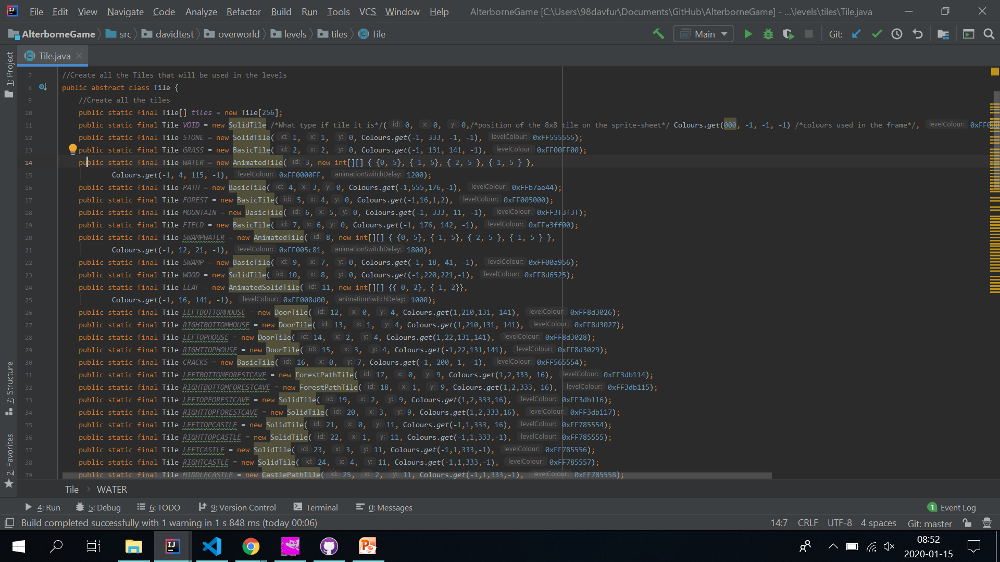 File Edit View Navigate Code Analyze Refactor Build Run Tools VCS Window Help AlterborneGame [C:\Users\98davfur\Documents\GitHub\AlterborneGame] - ...\levels\tiles\Tile.java
AlterborneGame src davidtest overworld levels tiles Tile Main Git:
Tile.java
1: Project
7: Structure
2: Favorites
7 //Create all the Tiles that will be used in the levels
8 public abstract class Tile {
9 //Create all the tiles
10 public static final Tile[] tiles = new Tile[256];
11 public static final Tile VOID = new SolidTile /*What type if tile it is*/( id: 0, x: 0, y: 0,/*position of the 8x8 tile on the sprite-sheet*/ Colours.get(000, -1, -1, -1) /*colours used in the frame*/, levelColour: 0xFF000
12 public static final Tile STONE = new SolidTile( id: 1, x: 1, y: 0, Colours.get(-1, 333, -1, -1), levelColour: 0xFF555555);
13 public static final Tile GRASS = new BasicTile( id: 2, x: 2, y: 0, Colours.get(-1, 131, 141, -1), levelColour: 0xFF00FF00);
14 public static final Tile WATER = new AnimatedTile( id: 3, new int[][] { {0, 5}, { 1, 5}, { 2, 5 }, { 1, 5 } },
15 Colours.get(-1, 4, 115, -1), levelColour: 0xFF0000FF, animationSwitchDelay: 1200);
16 public static final Tile PATH = new BasicTile( id: 4, x: 3, y: 0, Colours.get(-1,555,176,-1), levelColour: 0xFFb7ae44);
17 public static final Tile FOREST = new BasicTile( id: 5, x: 4, y: 0, Colours.get(-1,16,1,2), levelColour: 0xFF005000);
18 public static final Tile MOUNTAIN = new BasicTile( id: 6, x: 5, y: 0, Colours.get(-1, 333, 11, -1), levelColour: 0xFF3f3f3f);
19 public static final Tile FIELD = new BasicTile( id: 7, x: 6, y: 0, Colours.get(-1, 176, 142, -1), levelColour: 0xFFa3ff00);
20 public static final Tile SWAMPWATER = new AnimatedTile( id: 8, new int[][] { {0, 5}, { 1, 5}, { 2, 5 }, { 1, 5 } },
21 Colours.get(-1, 12, 21, -1), levelColour: 0xFF005c81, animationSwitchDelay: 1800);
22 public static final Tile SWAMP = new BasicTile( id: 9, x: 7, y: 0, Colours.get(-1, 18, 41, -1), levelColour: 0xFF00a956);
23 public static final Tile WOOD = new SolidTile( id: 10, x: 8, y: 0, Colours.get(-1,220,221,-1), levelColour: 0xFF8d6525);
24 public static final Tile LEAF = new AnimatedSolidTile( id: 11, new int[][] {{ 0, 2}, { 1, 2}},
25 Colours.get(-1, 16, 141, -1), levelColour: 0xFF008d00, animationSwitchDelay: 1000);
26 public static final Tile LEFTBOTTOMHOUSE = new DoorTile( id: 12, x: 0, y: 4, Colours.get(1,210,131, 141), levelColour: 0xFF8d3026);
27 public static final Tile RIGHTBOTTOMHOUSE = new DoorTile( id: 13, x: 1, y: 4, Colours.get(1,210,131, 141), levelColour: 0xFF8d3027);
28 public static final Tile LEFTOPHOUSE = new DoorTile( id: 14, x: 2, y: 4, Colours.get(1,22,131,141), levelColour: 0xFF8d3028);
29 public static final Tile RIGHTTOPHOUSE = new DoorTile( id: 15, x: 3, y: 4, Colours.get(-1,22,131,141), levelColour: 0xFF8d3029);
30 public static final Tile CRACKS = new BasicTile( id: 16, x: 0, y: 7, Colours.get(-1, 200, 1, -1), levelColour: 0xFF565554);
31 public static final Tile LEFTBOTTOMFORESTCAVE = new ForestPathTile( id: 17, x: 0, y: 9, Colours.get(1,2,333, 16), levelColour: 0xFF3db114);
32 public static final Tile RIGHTBOTTOMFORESTCAVE = new ForestPathTile( id: 18, x: 1, y: 9, Colours.get(1,2,333, 16), levelColour: 0xFF3db115);
33 public static final Tile LEFTOPFORESTCAVE = new SolidTile( id: 19, x: 2, y: 9, Colours.get(1,2,333,16), levelColour: 0xFF3db116);
34 public static final Tile RIGHTTOPFORESTCAVE = new SolidTile( id: 20, x: 3, y: 9, Colours.get(1,2,333,16), levelColour: 0xFF3db117);
35 public static final Tile LEFTTOPCASTLE = new SolidTile( id: 21, x: 0, y: 11, Colours.get(-1,1,333, 16), levelColour: 0xFF785554);
36 public static final Tile RIGHTTOPCASTLE = new SolidTile( id: 22, x: 1, y: 11, Colours.get(-1,1,333,-1), levelColour: 0xFF785555);
37 public static final Tile LEFTCASTLE = new SolidTile( id: 23, x: 3, y: 11, Colours.get(-1,1,333,-1), levelColour: 0xFF785556);
38 public static final Tile RIGHTCASTLE = new SolidTile( id: 24, x: 4, y: 11, Colours.get(-1,1,333,-1), levelColour: 0xFF785557);
39 public static final Tile MIDDLECASTLE = new CastlePathTile( id: 25, x: 2, y: 11, Colours.get(-1,1,333,-1), levelColour: 0xFF785558);
Tile WATER
4: Run 5: Debug 6: TODO 9: Version Control Terminal 0: Messages 1 Event Log
Build completed successfully with 1 warning in 1 s 848 ms (today 00:06) 14:7 CRLF UTF-8 4 spaces Git: master
08:52
2020-01-15